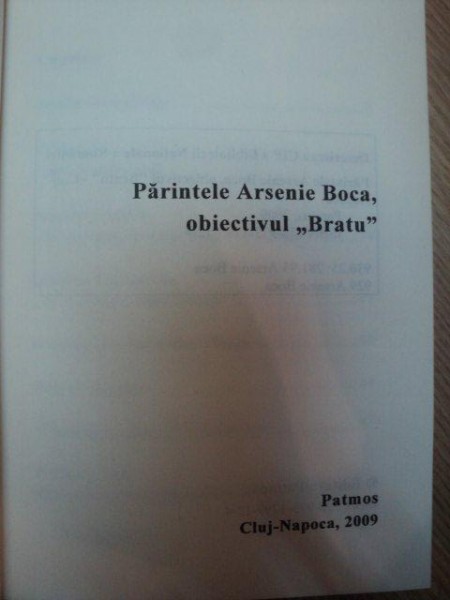 Părintele Arsenie Boca,
obiectivul „Bratu”
Patmos
Cluj-Napoca, 2009